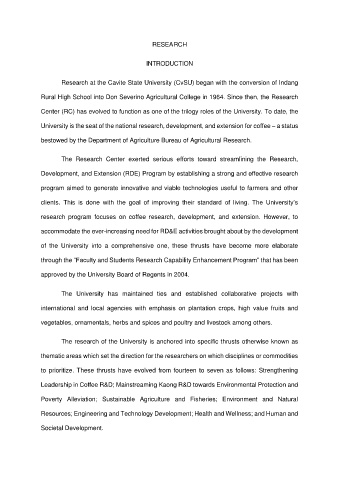 RESEARCH
INTRODUCTION
Research at the Cavite State University (CvSU) began with the conversion of Indang
Rural High School into Don Severino Agricultural College in 1964. Since then, the Research
Center (RC) has evolved to function as one of the trilogy roles of the University. To date, the
University is the seat of the national research, development, and extension for coffee – a status
bestowed by the Department of Agriculture Bureau of Agricultural Research.
The Research Center exerted serious efforts toward streamlining the Research,
Development, and Extension (RDE) Program by establishing a strong and effective research
program aimed to generate innovative and viable technologies useful to farmers and other
clients. This is done with the goal of improving their standard of living. The University's
research program focuses on coffee research, development, and extension. However, to
accommodate the ever-increasing need for RD&E activities brought about by the development
of the University into a comprehensive one, these thrusts have become more elaborate
through the "Faculty and Students Research Capability Enhancement Program" that has been
approved by the University Board of Regents in 2004.
The University has maintained ties and established collaborative projects with
international and local agencies with emphasis on plantation crops, high value fruits and
vegetables, ornamentals, herbs and spices and poultry and livestock among others.
The research of the University is anchored into specific thrusts otherwise known as
thematic areas which set the direction for the researchers on which disciplines or commodities
to prioritize. These thrusts have evolved from fourteen to seven as follows: Strengthening
Leadership in Coffee R&D; Mainstreaming Kaong R&D towards Environmental Protection and
Poverty Alleviation; Sustainable Agriculture and Fisheries; Environment and Natural
Resources; Engineering and Technology Development; Health and Wellness; and Human and
Societal Development.